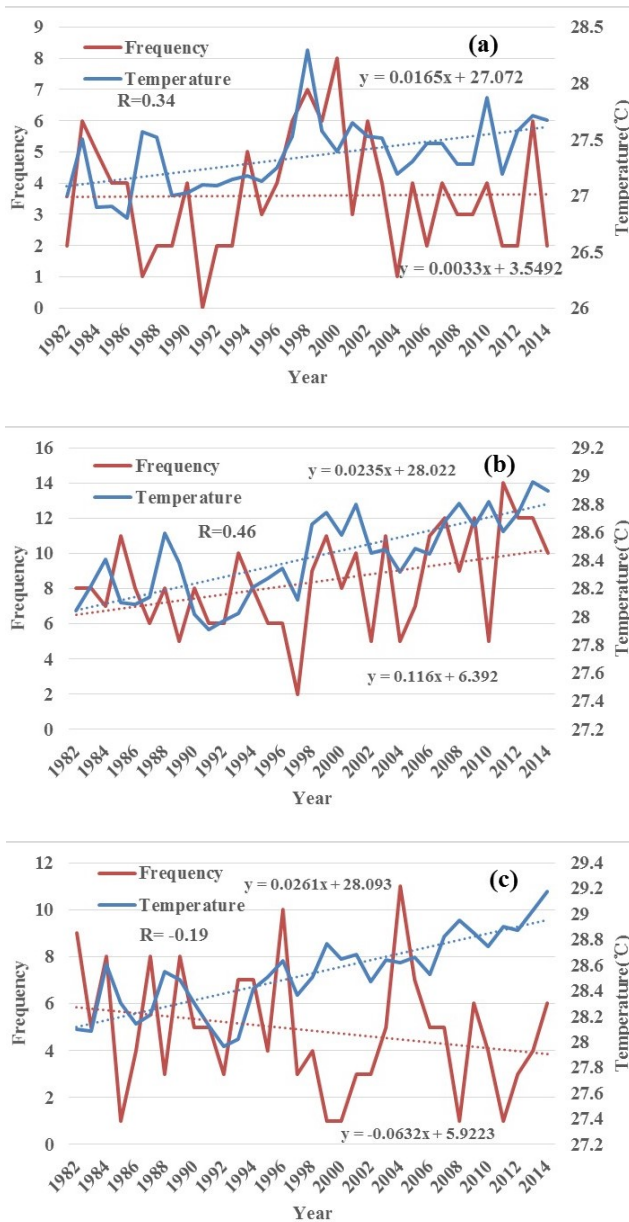 (a)
Frequency
Temperature
R=0.34
y = 0.0165x + 27.072
y = 0.0033x + 3.5492
Frequency
9
8
7
6
5
4
3
2
1
0
Temperature(℃)
28.5
28
27.5
27
26.5
26
1982 1984 1986 1988 1990 1992 1994 1996 1998 2000 2002 2004 2006 2008 2010 2012 2014
Year
(b)
Frequency
Temperature
R=0.46
y = 0.0235x + 28.022
y = 0.116x + 6.392
Frequency
16
14
12
10
8
6
4
2
0
Temperature(℃)
29.2
29
28.8
28.6
28.4
28.2
28
27.8
27.6
27.4
27.2
1982 1984 1986 1988 1990 1992 1994 1996 1998 2000 2002 2004 2006 2008 2010 2012 2014
Year
(c)
Frequency
Temperature
R= -0.19
y = 0.0261x + 28.093
y = -0.0632x + 5.9223
Frequency
12
10
8
6
4
2
0
Temperature(℃)
29.4
29.2
29
28.8
28.6
28.4
28.2
28
27.8
27.6
27.4
27.2
1982 1984 1986 1988 1990 1992 1994 1996 1998 2000 2002 2004 2006 2008 2010 2012 2014
Year